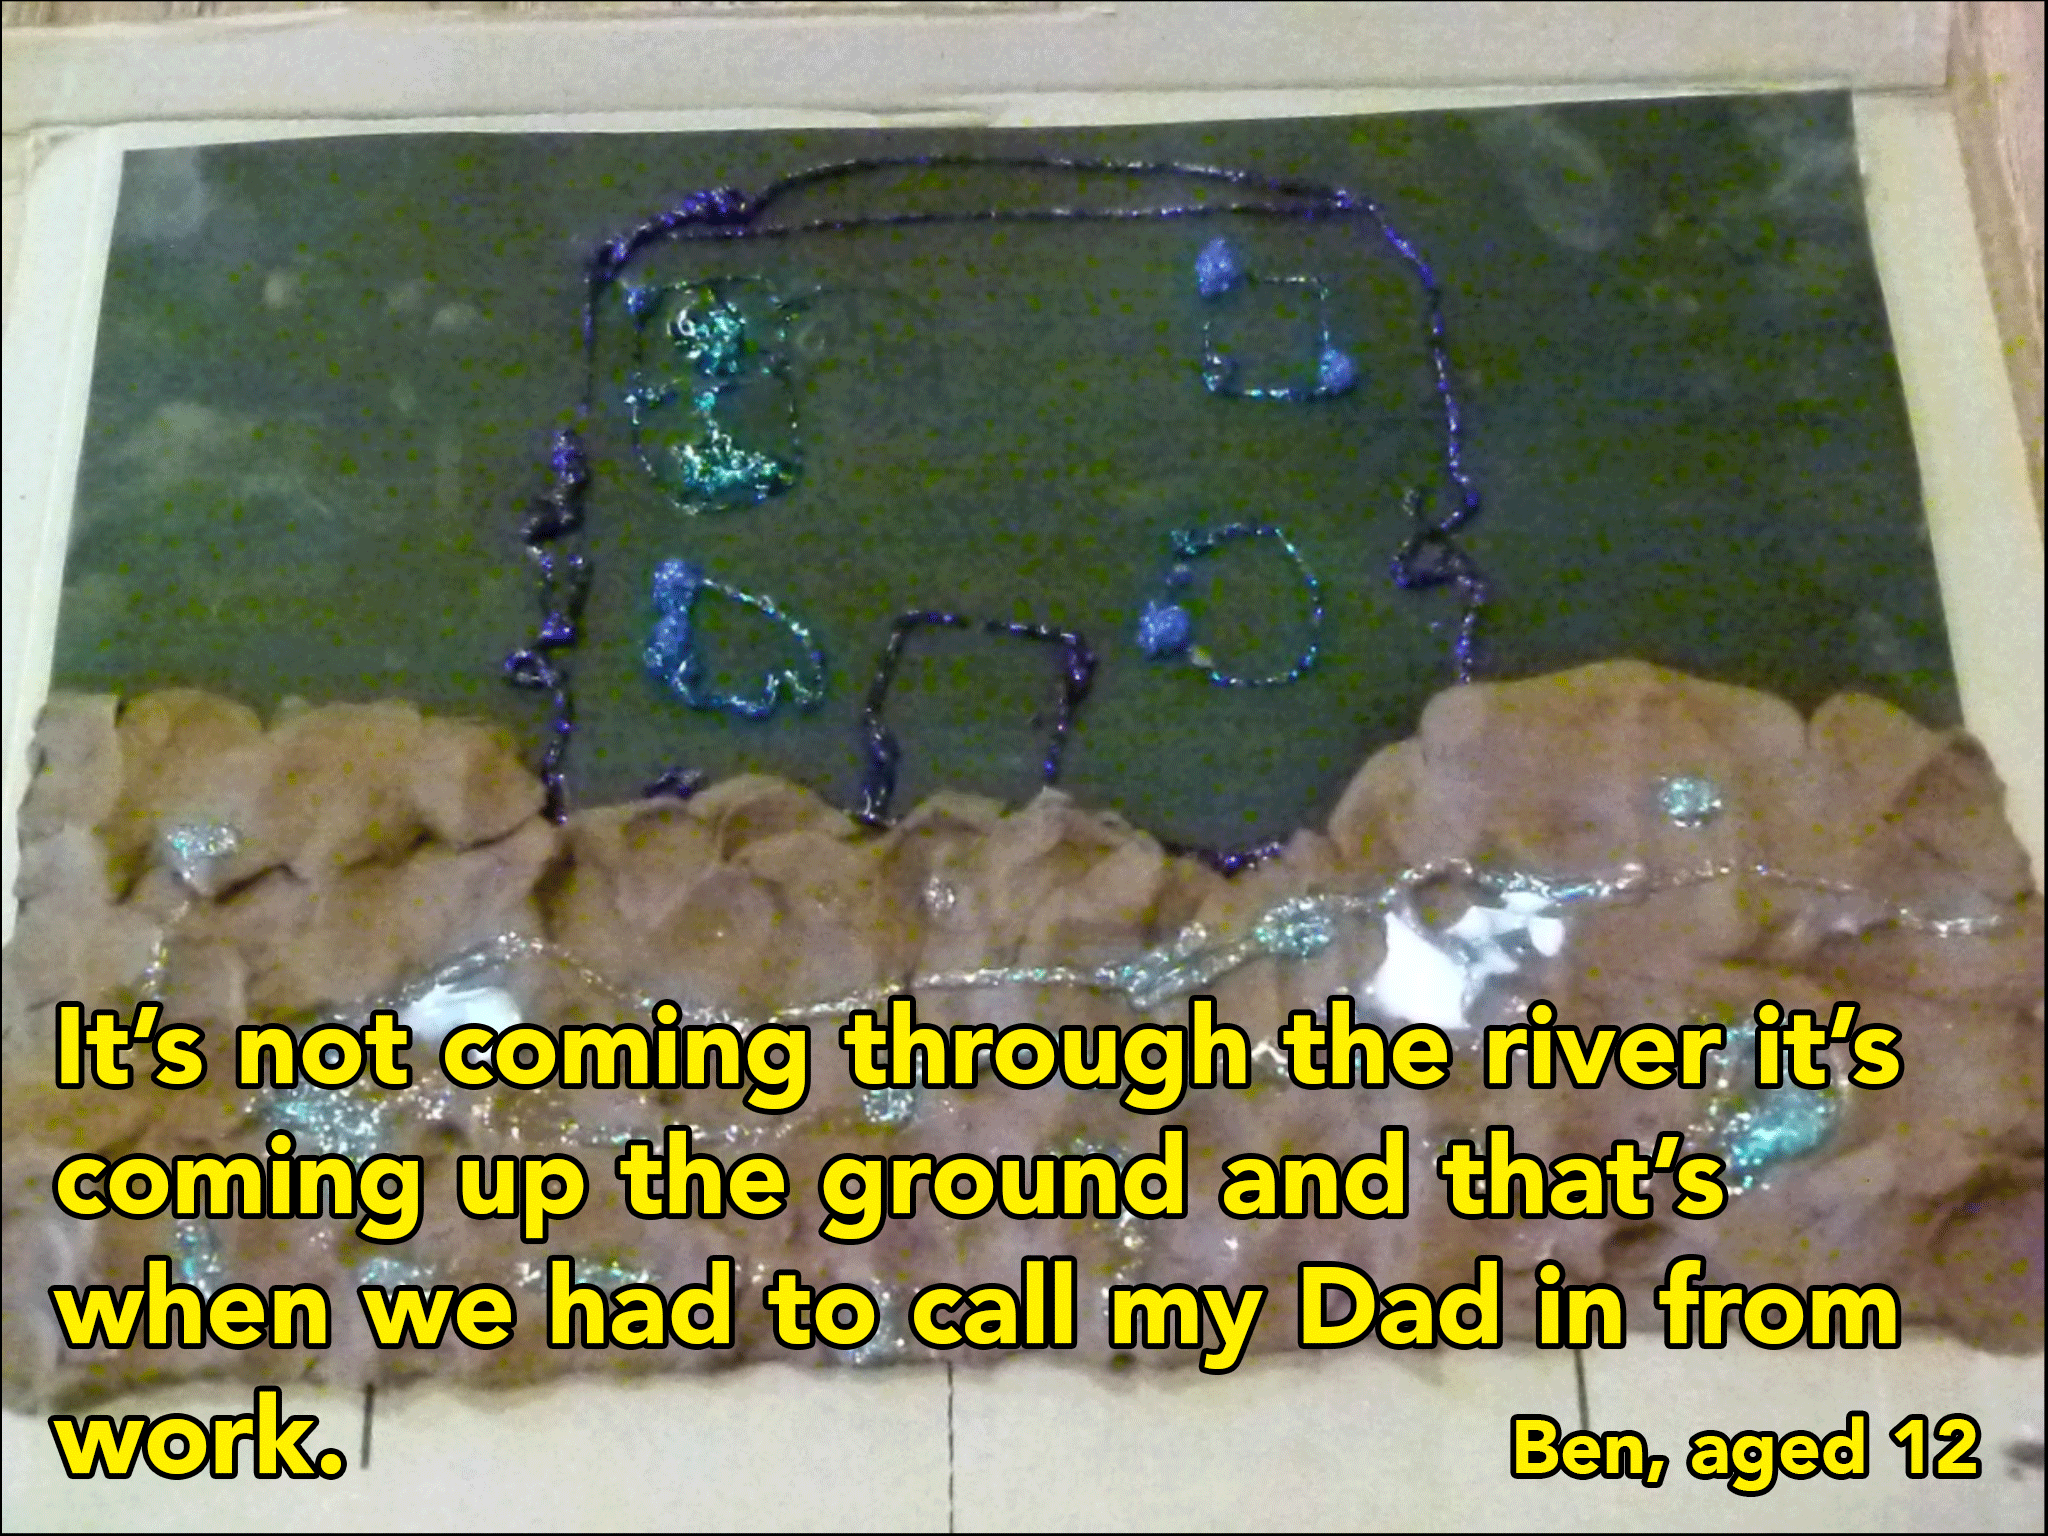 It's not coming through the river it's
coming up the ground and that's
when we had to call my Dad in from
work.
Ben, aged 12